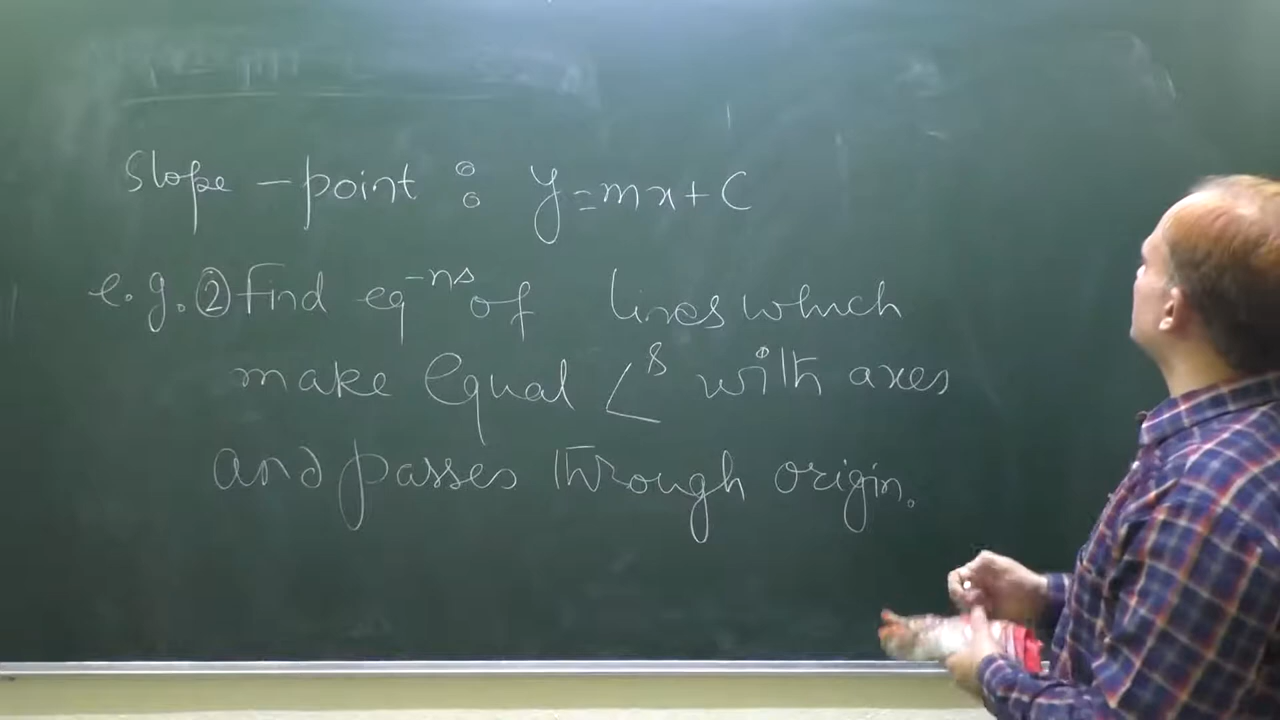 Slope - point : y = mx + C
e.g. ② Find eq^-ns of lines which
make Equal ∠^s with axes
and passes through origin.